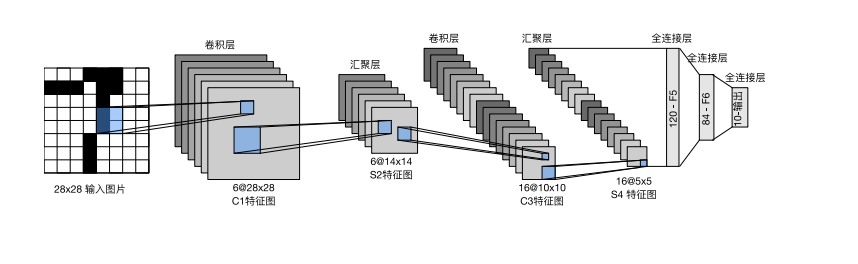 卷积层
汇聚层
卷积层
汇聚层
全连接层
全连接层
全连接层
120 - F5
84 - F6
10-输出
28x28 输入图片
6@28x28
C1特征图
6@14x14
S2特征图
16@10x10
C3特征图
16@5x5
S4 特征图